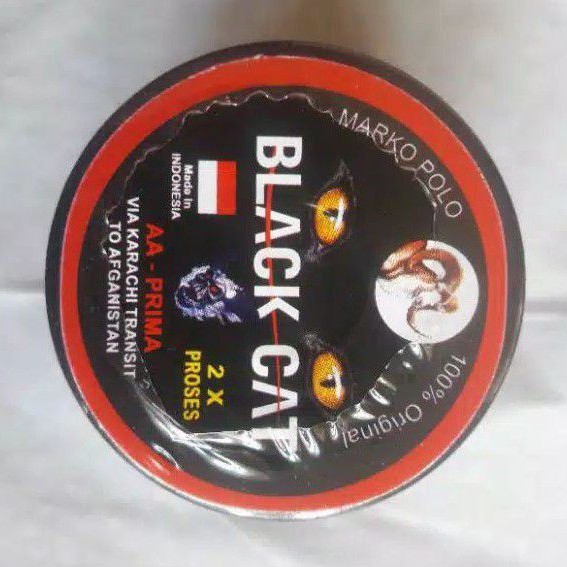 MARKO POLO
100% Original
BLACK CAT
Made In
INDONESIA
2 X
PROSES
AA - PRIMA
VIA KARACHI TRANSIT
TO AFGANISTAN